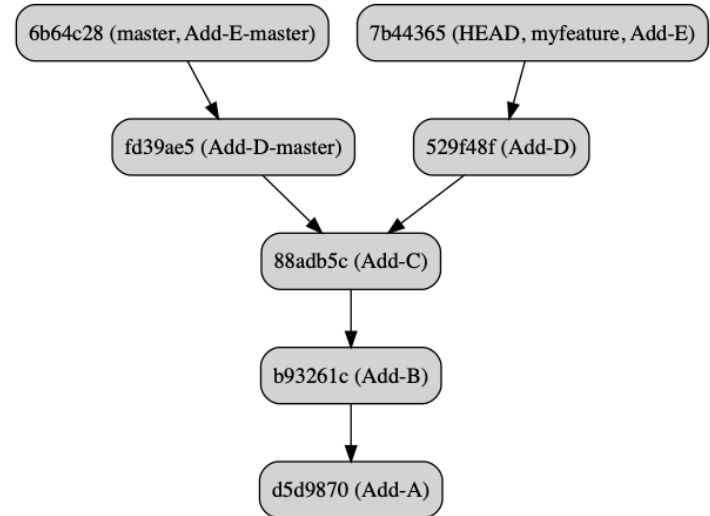 6b64c28 (master, Add-E-master)
7b44365 (HEAD, myfeature, Add-E)
fd39ae5 (Add-D-master)
529f48f (Add-D)
88adb5c (Add-C)
b93261c (Add-B)
d5d9870 (Add-A)